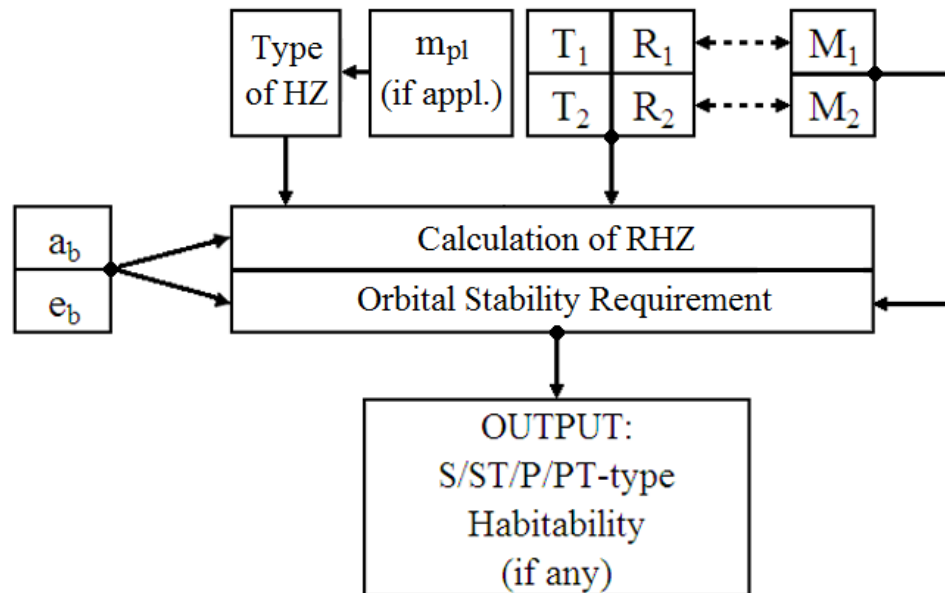 Type
of HZ
m_pl
(if appl.)
T_1 R_1
T_2 R_2
M_1
M_2
a_b
e_b
Calculation of RHZ
Orbital Stability Requirement
OUTPUT:
S/ST/P/PT-type
Habitability
(if any)